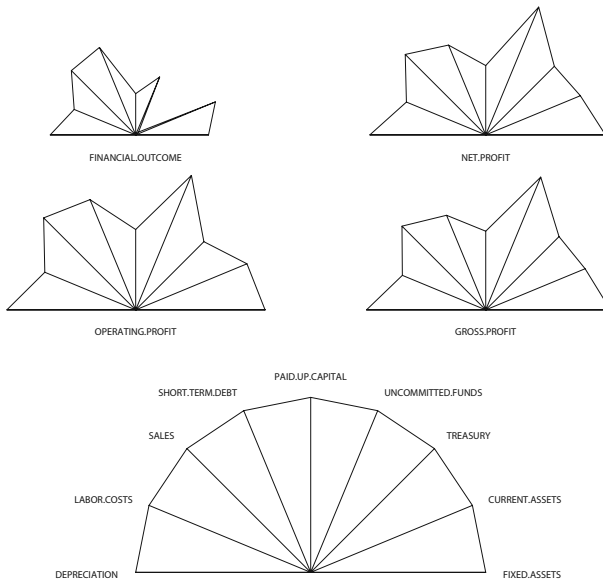 FINANCIAL.OUTCOME
NET.PROFIT
OPERATING.PROFIT
GROSS.PROFIT
PAID.UP.CAPITAL
SHORT.TERM.DEBT
UNCOMMITTED.FUNDS
SALES
TREASURY
LABOR.COSTS
CURRENT.ASSETS
DEPRECIATION
FIXED.ASSETS